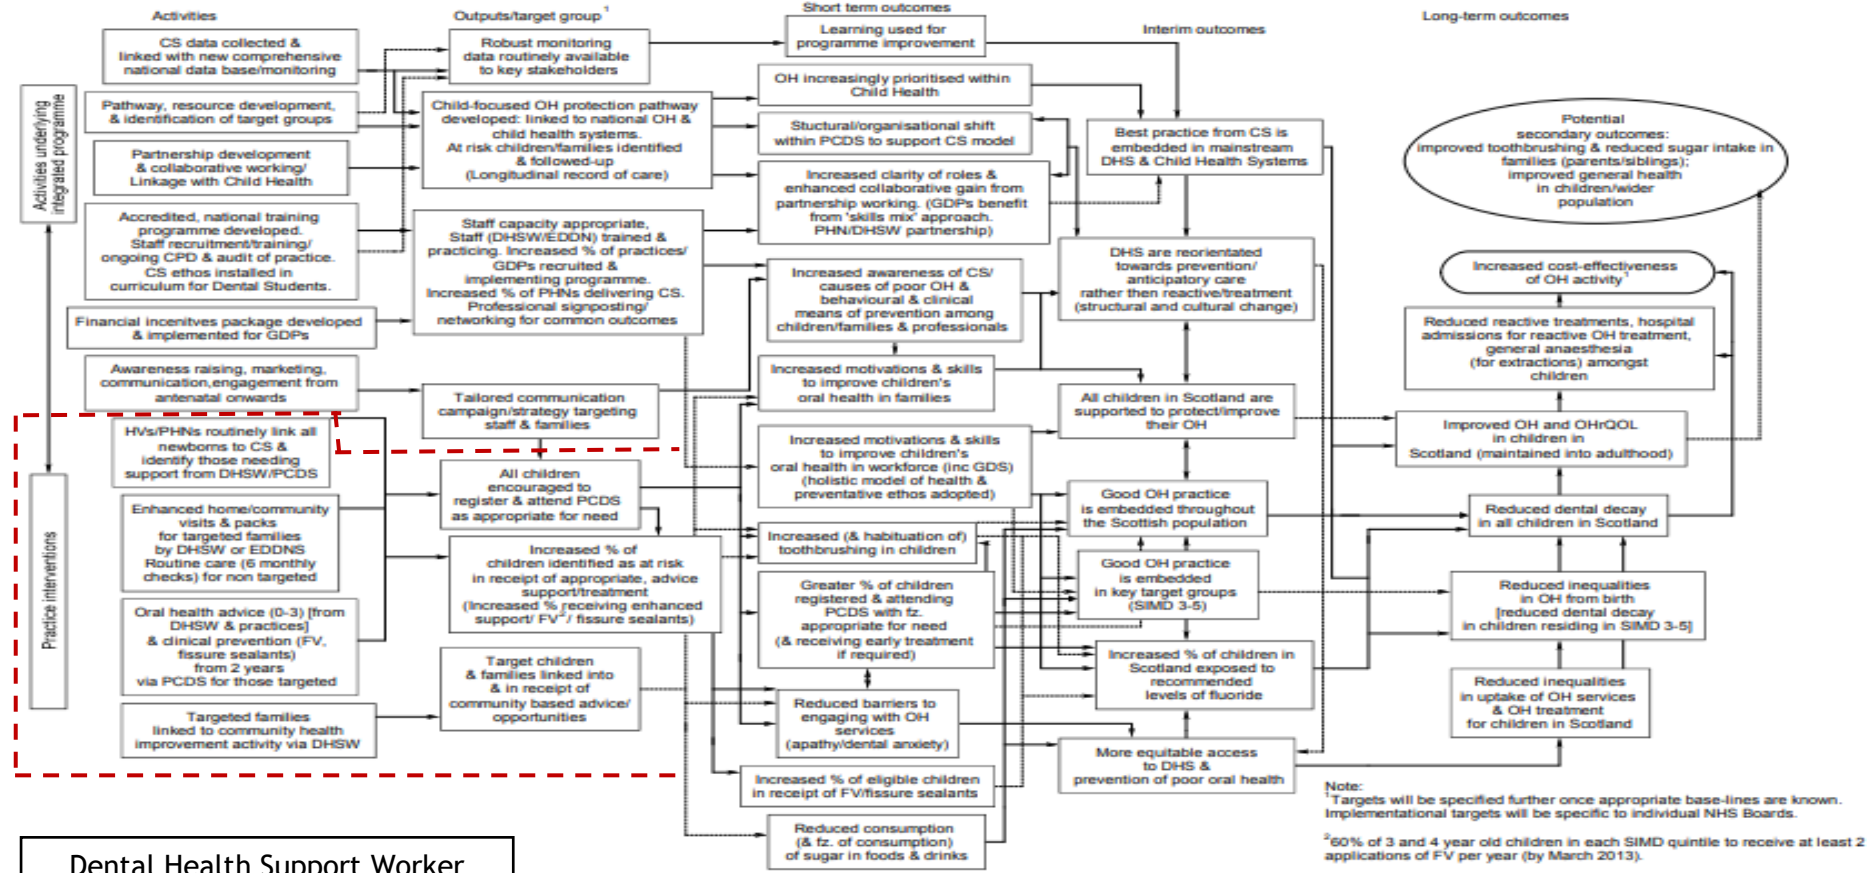 Activities
Outputs/target group 1
Short term outcomes
Interim outcomes
Long-term outcomes
Activities underlying
integrated programme
Practice interventions
CS data collected &
linked with new comprehensive
national data base/monitoring
Pathway, resource development,
& identification of target groups
Partnership development
& collaborative working/
Linkage with Child Health
Accredited, national training
programme developed.
Staff recruitment/training/
ongoing CPD & audit of practice.
CS ethos installed in
curriculum for Dental Students.
Financial incenitves package developed
& implemented for GDPs
Awareness raising, marketing,
communication,engagement from
antenatal onwards
HVs/PHNs routinely link all
newborns to CS &
identify those needing
support from DHSW/PCDS
Enhanced home/community
visits & packs
for targeted families
by DHSW or EDDNS
Routine care (6 monthly
checks) for non targeted
Oral health advice (0-3) [from
DHSW & practices]
& clinical prevention (FV,
fissure sealants)
from 2 years
via PCDS for those targeted
Targeted families
linked to community health
improvement activity via DHSW
Robust monitoring
data routinely available
to key stakeholders
Child-focused OH protection pathway
developed: linked to national OH &
child health systems.
At risk children/families identified
& followed-up
(Longitudinal record of care)
Staff capacity appropriate,
Staff (DHSW/EDDN) trained &
practicing. Increased % of practices/
GDPs recruited &
implementing programme.
Increased % of PHNs delivering CS.
Professional signposting/
networking for common outcomes
Tailored communication
campaign/strategy targeting
staff & families
All children
encouraged to
register & attend PCDS
as appropriate for need
Increased % of
children identified as at risk
in receipt of appropriate, advice
support/treatment
(Increased % receiving enhanced
support/ FV2/ fissure sealants)
Target children
& families linked into
& in receipt of
community based advice/
opportunities
Learning used for
programme improvement
OH increasingly prioritised within
Child Health
Stuctural/organisational shift
within PCDS to support CS model
Increased clarity of roles &
enhanced collaborative gain from
partnership working. (GDPs benefit
from 'skills mix' approach.
PHN/DHSW partnership)
Increased awareness of CS/
causes of poor OH &
behavioural & clinical
means of prevention among
children/families & professionals
Increased motivations & skills
to improve children's
oral health in families
Increased motivations & skills
to improve children's
oral health in workforce (inc GDS)
(holistic model of health &
preventative ethos adopted)
Increased (& habituation of)
toothbrushing in children
Greater % of children
registered & attending
PCDS with fz.
appropriate for need
(& receiving early treatment
if required)
Reduced barriers to
engaging with OH
services
(apathy/dental anxiety)
Increased % of eligible children
in receipt of FV/fissure sealants
Reduced consumption
(& fz. of consumption)
of sugar in foods & drinks
Best practice from CS is
embedded in mainstream
DHS & Child Health Systems
DHS are reorientated
towards prevention/
anticipatory care
rather then reactive/treatment
(structural and cultural change)
All children in Scotland are
supported to protect/improve
their OH
Good OH practice
is embedded throughout
the Scottish population
Good OH practice
is embedded
in key target groups
(SIMD 3-5)
Increased % of children in
Scotland exposed to
recommended
levels of fluoride
More equitable access
to DHS &
prevention of poor oral health
Potential
secondary outcomes:
improved toothbrushing & reduced sugar intake in
families (parents/siblings);
improved general health
in children/wider
population
Increased cost-effectiveness
of OH activity1
Reduced reactive treatments, hospital
admissions for reactive OH treatment,
general anaesthesia
(for extractions) amongst
children
Improved OH and OHrQOL
in children in
Scotland (maintained into adulthood)
Reduced dental decay
in all children in Scotland
Reduced inequalities
in OH from birth
[reduced dental decay
in children residing in SIMD 3-5]
Reduced inequalities
in uptake of OH services
& OH treatment
for children in Scotland
Note:
1Targets will be specified further once appropriate base-lines are known.
Implementational targets will be specific to individual NHS Boards.
260% of 3 and 4 year old children in each SIMD quintile to receive at least 2
applications of FV per year (by March 2013).
Dental Health Support Worker